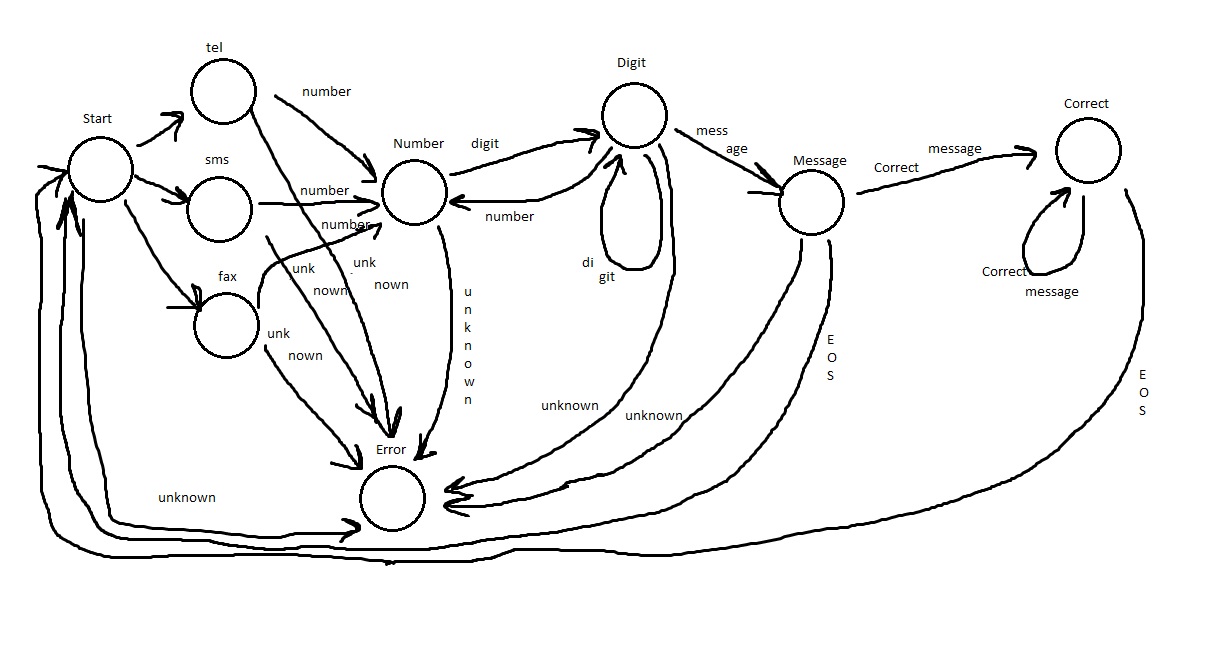 tel
Start
number
Digit
Correct
mess
age
Number
digit
message
Message
Correct
sms
number
number
number
fax
unk
nown
unk
nown
di
git
Correct
message
unk
nown
u
n
k
n
o
w
n
E
O
S
E
O
S
unknown
unknown
Error
unknown